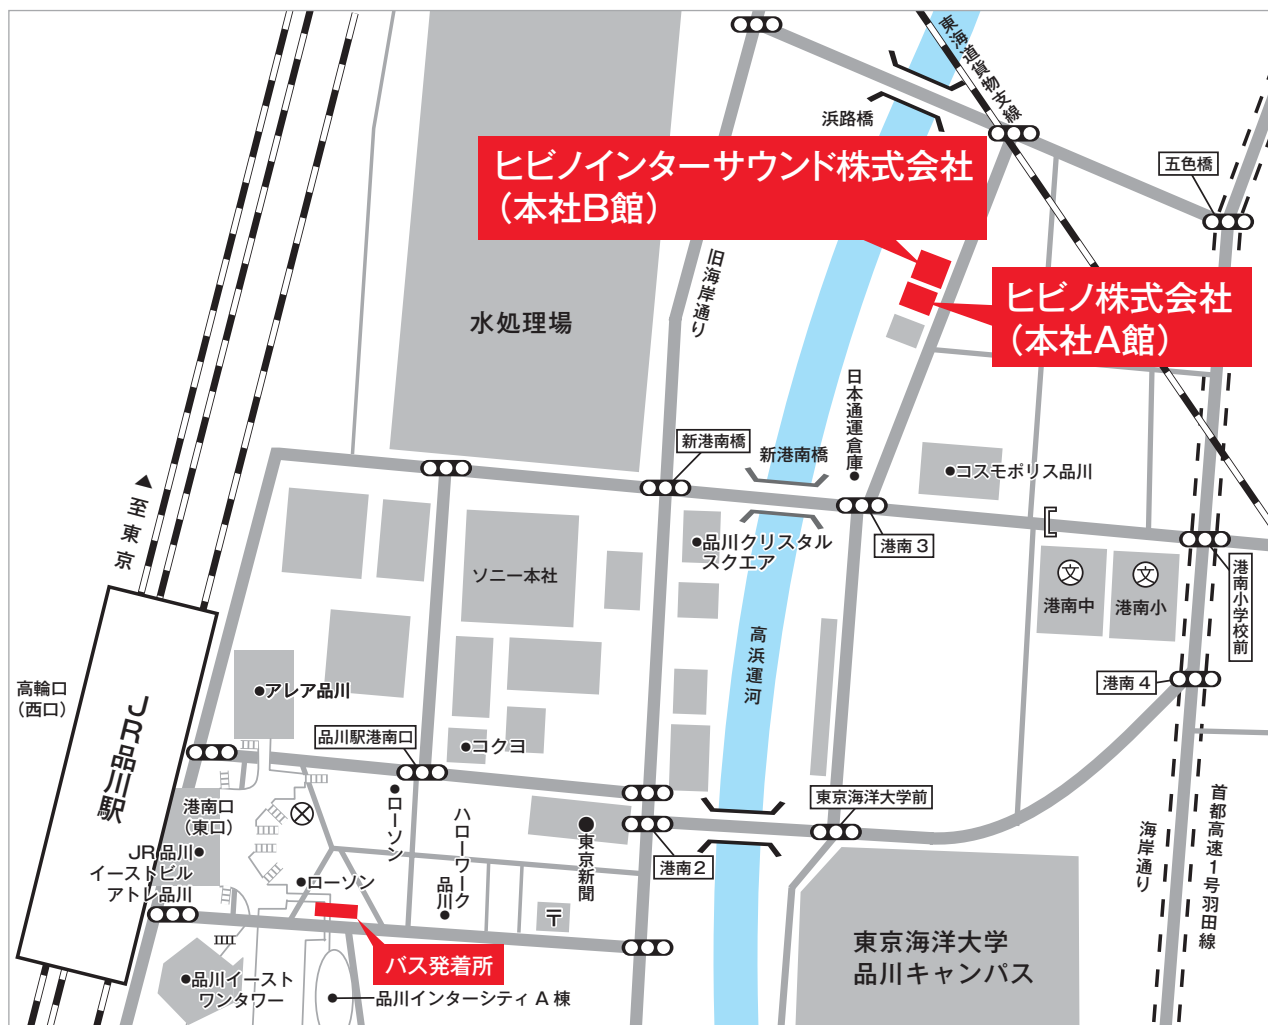 東海道貨物支線
浜路橋
五色橋
ヒビノインターサウンド株式会社
（本社B館）
ヒビノ株式会社
（本社A館）
旧海岸通り
水処理場
日本通運倉庫
新港南橋
新港南橋
コスモポリス品川
▲至東京
品川クリスタル
スクエア
港南3
ソニー本社
文
文
港南中
港南小
港南小学校前
高浜運河
高輪口
（西口）
JR品川駅
アレア品川
港南4
品川駅港南口
コクヨ
港南口
（東口）
ローソン
ハローワーク
品川
東京海洋大学前
首都高速1号羽田線
海岸通り
JR品川
イーストビル
アトレ品川
東京新聞
港南2
ローソン
〒
バス発着所
東京海洋大学
品川キャンパス
品川イースト
ワンタワー
品川インターシティA棟